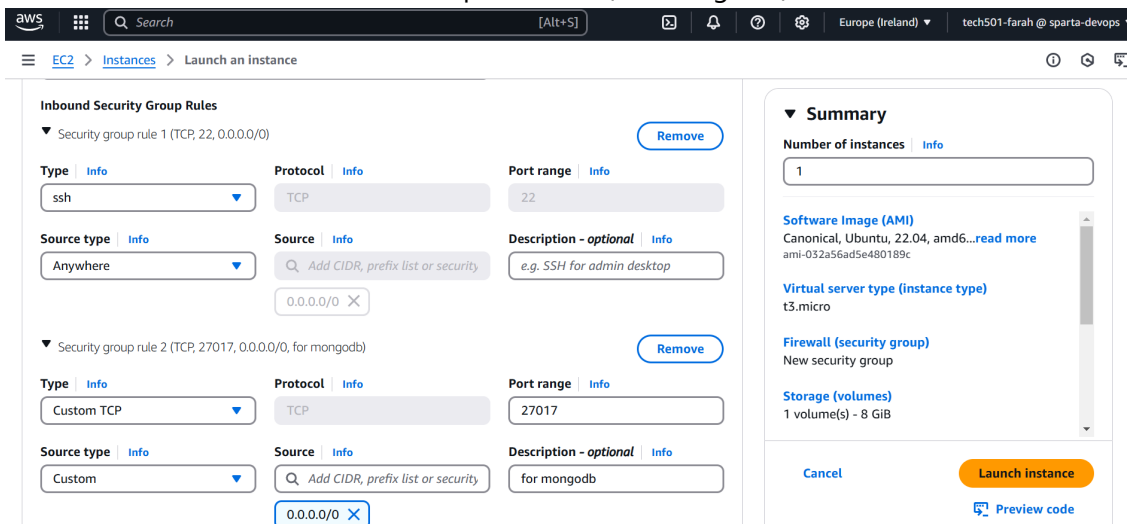 aws
Search [Alt+S]
Europe (Ireland) ▼
tech501-farah @ sparta-devops
EC2 > Instances > Launch an instance
Inbound Security Group Rules
▼ Security group rule 1 (TCP, 22, 0.0.0.0/0)
Remove
Type Info
Protocol Info
Port range Info
ssh
TCP
22
Source type Info
Source Info
Description - optional Info
Anywhere
Add CIDR, prefix list or security
e.g. SSH for admin desktop
0.0.0.0/0 ✕
▼ Security group rule 2 (TCP, 27017, 0.0.0.0/0, for mongodb)
Remove
Type Info
Protocol Info
Port range Info
Custom TCP
TCP
27017
Source type Info
Source Info
Description - optional Info
Custom
Add CIDR, prefix list or security
for mongodb
0.0.0.0/0 ✕
▼ Summary
Number of instances Info
1
Software Image (AMI)
Canonical, Ubuntu, 22.04, amd6...read more
ami-032a56ad5e480189c
Virtual server type (instance type)
t3.micro
Firewall (security group)
New security group
Storage (volumes)
1 volume(s) - 8 GiB
Cancel
Launch instance
Preview code